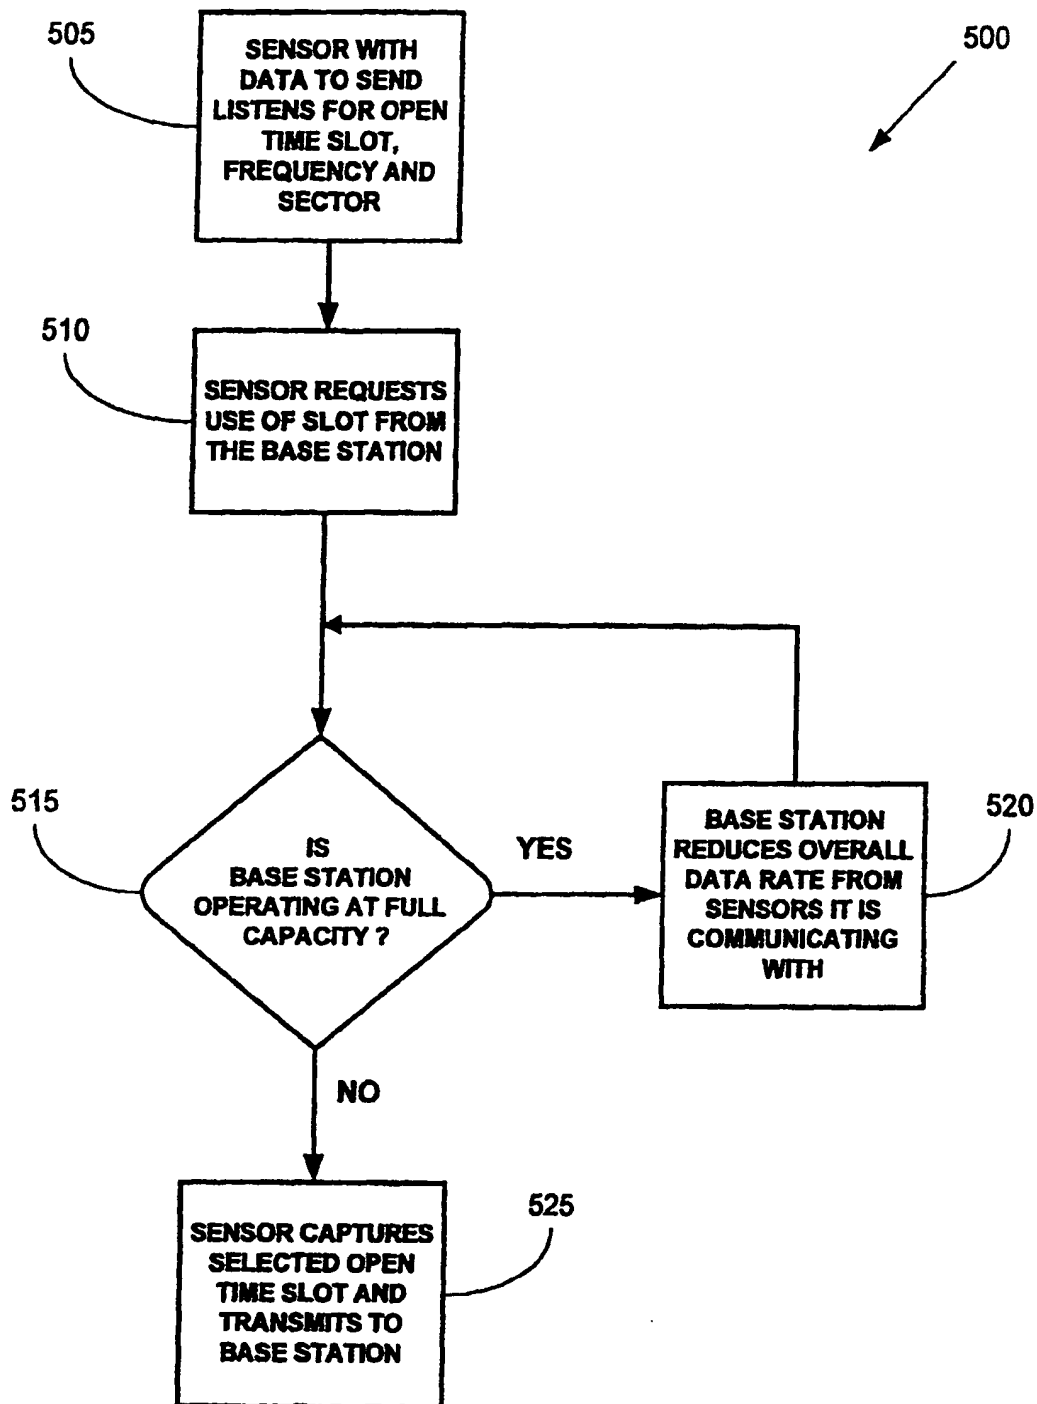 505
SENSOR WITH
DATA TO SEND
LISTENS FOR OPEN
TIME SLOT,
FREQUENCY AND
SECTOR
500
510
SENSOR REQUESTS
USE OF SLOT FROM
THE BASE STATION
515
IS
BASE STATION
OPERATING AT FULL
CAPACITY ?
YES
BASE STATION
REDUCES OVERALL
DATA RATE FROM
SENSORS IT IS
COMMUNICATING
WITH
520
NO
SENSOR CAPTURES
SELECTED OPEN
TIME SLOT AND
TRANSMITS TO
BASE STATION
525